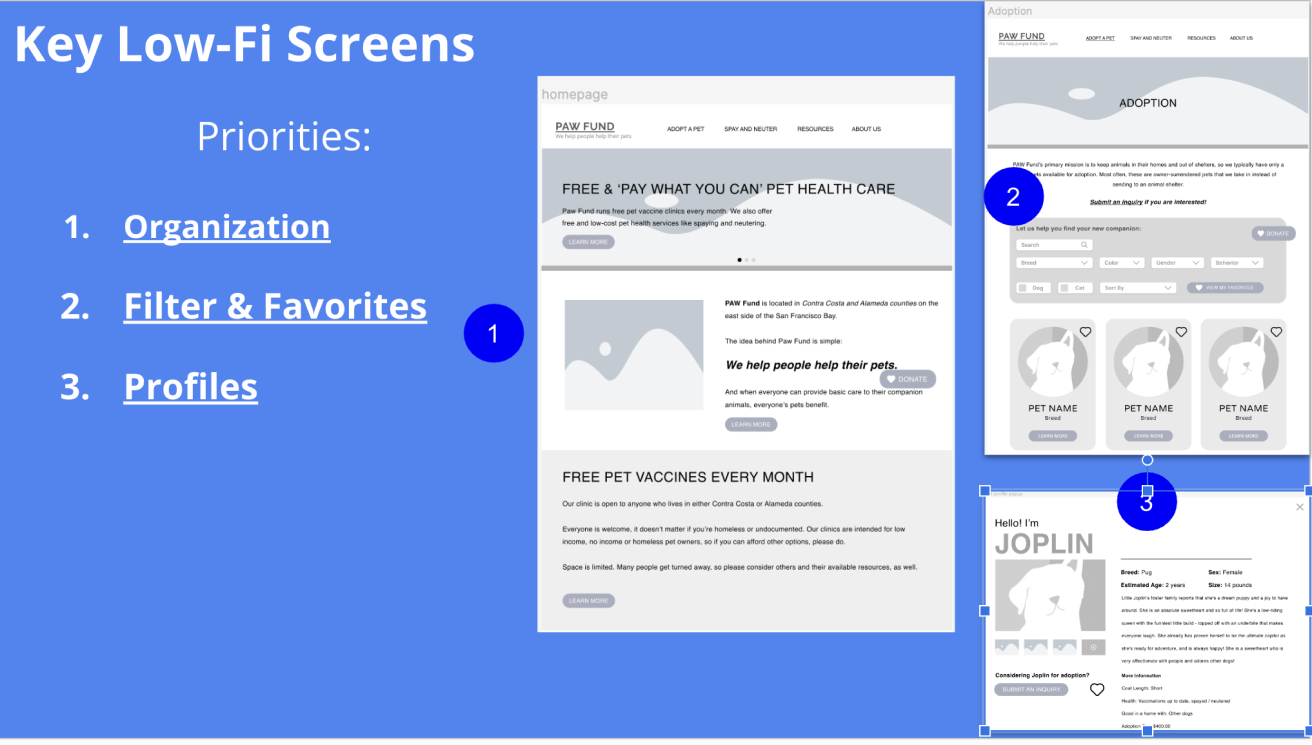 Key Low-Fi Screens
Priorities:
1. Organization
2. Filter & Favorites
3. Profiles
1
homepage
PAW FUND
We help people help their pets.
ADOPT A PET SPAY AND NEUTER RESOURCES ABOUT US
FREE & ‘PAY WHAT YOU CAN’ PET HEALTH CARE
Paw Fund runs free pet vaccine clinics every month. We also offer
free and low-cost pet health services like spaying and neutering.
LEARN MORE
PAW Fund is located in Contra Costa and Alameda counties on the
east side of the San Francisco Bay.
The idea behind Paw Fund is simple:
We help people help their pets.
DONATE
And when everyone can provide basic care to their companion
animals, everyone’s pets benefit.
LEARN MORE
FREE PET VACCINES EVERY MONTH
Our clinic is open to anyone who lives in either Contra Costa or Alameda counties.
Everyone is welcome, it doesn’t matter if you’re homeless or undocumented. Our clinics are intended for low
income, no income or homeless pet owners, so if you can afford other options, please do.
Space is limited. Many people get turned away, so please consider others and their available resources, as well.
LEARN MORE
Adoption
PAW FUND
We help people help their pets.
ADOPT A PET SPAY AND NEUTER RESOURCES ABOUT US
ADOPTION
PAW Fund’s primary mission is to keep animals in their homes and out of shelters, so we typically have only a
available for adoption. Most often, these are owner-surrendered pets that we take in instead of
sending to an animal shelter.
2
Submit an inquiry if you are interested!
Let us help you find your new companion:
DONATE
Search
Breed Color Gender Behavior
Dog Cat Sort By VIEW MY FAVORITES
PET NAME PET NAME PET NAME
Breed Breed Breed
LEARN MORE LEARN MORE LEARN MORE
3
profile popup
Hello! I’m
JOPLIN
Breed: Pug Sex: Female
Estimated Age: 2 years Size: 14 pounds
Little Joplin’s foster family reports that she’s a dream puppy and a joy to have
around. She is an absolute sweetheart and so full of life! She’s a low-riding
queen with the funniest little build - topped off with an underbite that makes
everyone laugh. She already has proven herself to be the ultimate copilot as
she’s ready for adventure, and is always happy! She is a sweetheart who is
very affectionate with people and adores other dogs!
Considering Joplin for adoption?
SUBMIT AN INQUIRY
More Information
Coat Length: Short
Health: Vaccinations up to date, spayed / neutered
Good in a home with: Other dogs
Adoption $400.00